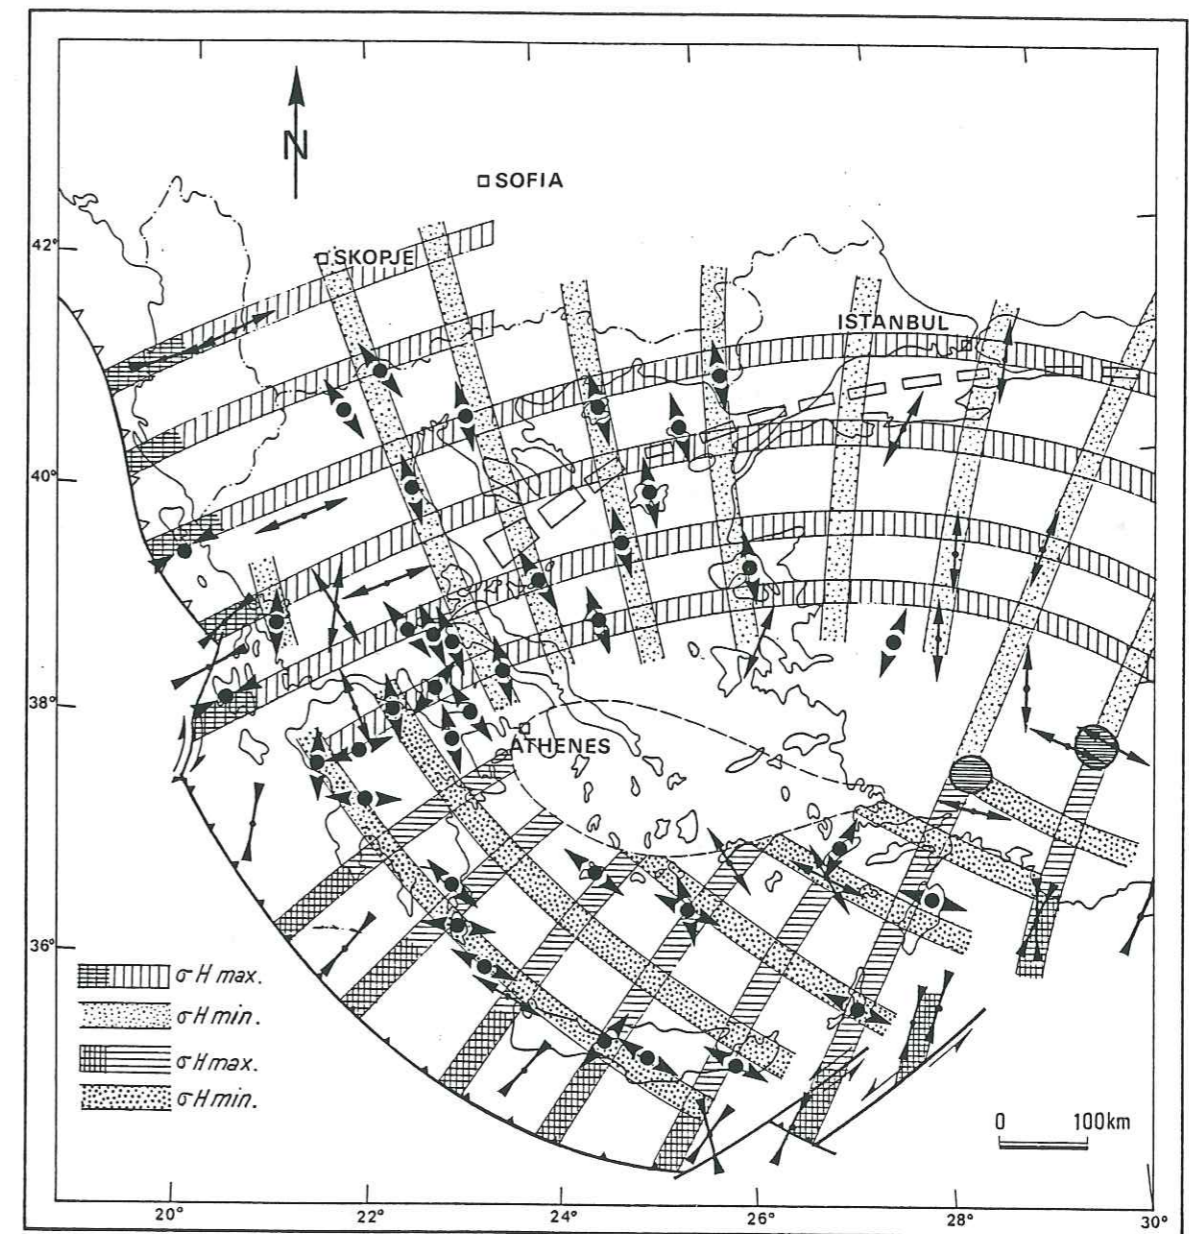 N
SOFIA
42°
SKOPJE
ISTANBUL
40°
38°
ATHENES
36°
σ H max.
σ H min.
σ H max.
σ H min.
0 100km
20° 22° 24° 26° 28° 30°